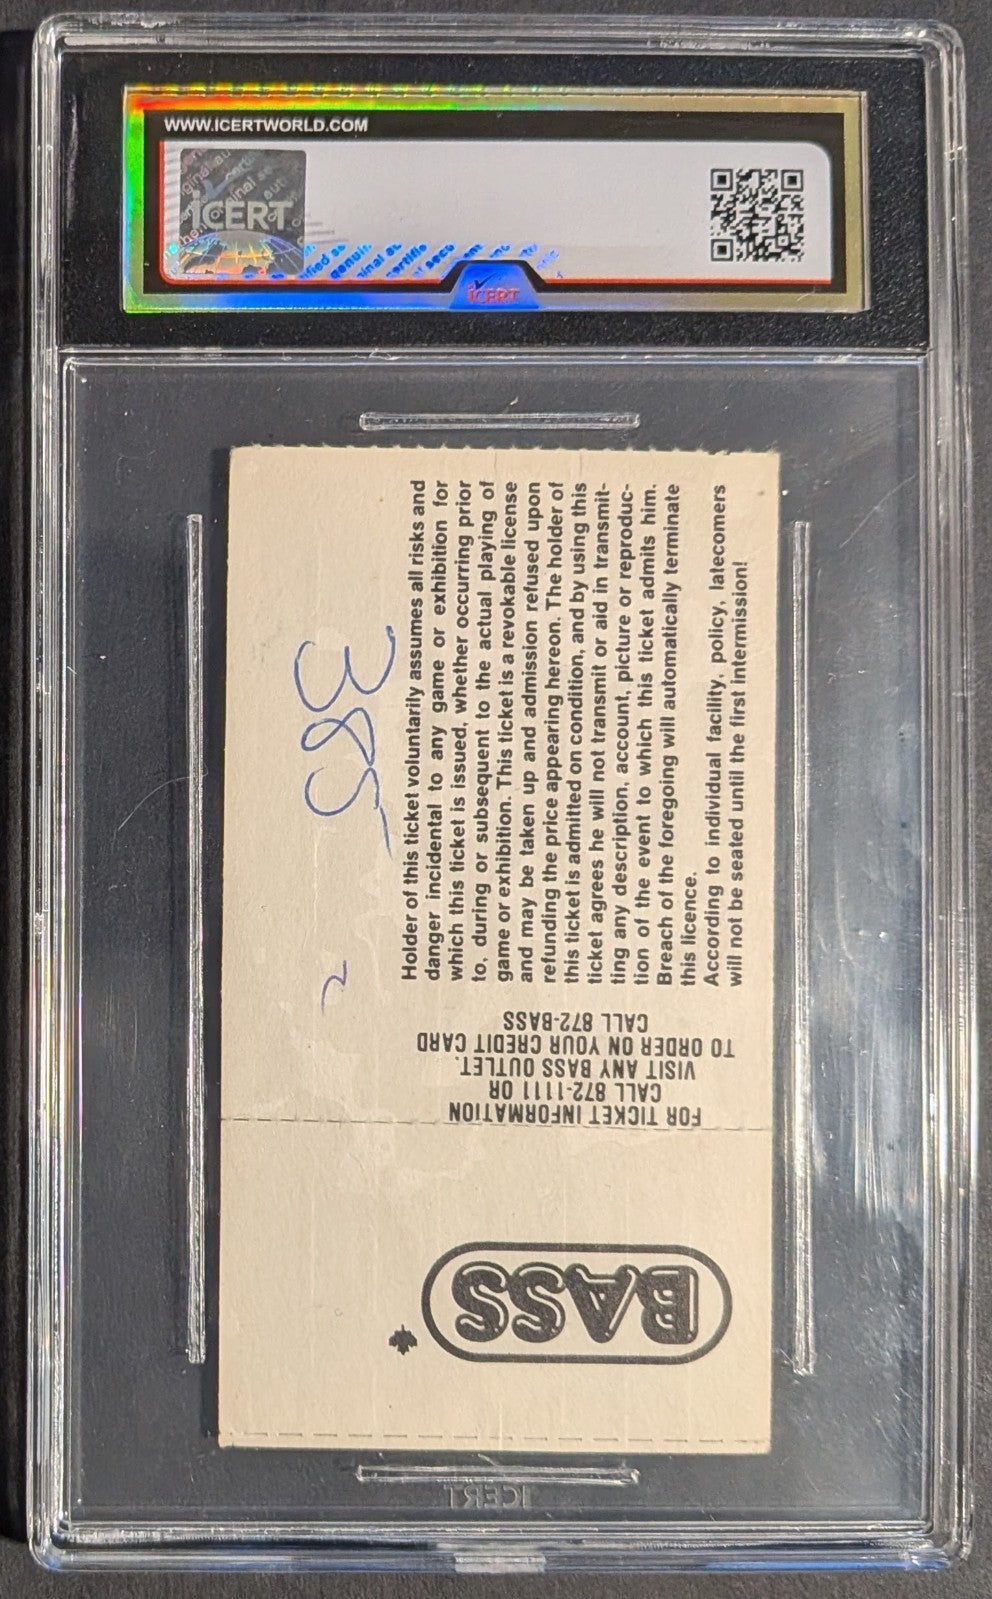 WWW.ICERTWORLD.COM
iCERT
iCERT
385
2
Holder of this ticket voluntarily assumes all risks and
danger incidental to any game or exhibition for
which this ticket is issued, whether occurring prior
to, during or subsequent to the actual playing of
game or exhibition. This ticket is a revokable license
and may be taken up and admission refused upon
refunding the price appearing hereon. The holder of
this ticket is admitted on condition, and by using this
ticket agrees he will not transmit or aid in transmit-
ting any description, account, picture or reproduc-
tion of the event to which this ticket admits him.
Breach of the foregoing will automatically terminate
this licence.
According to individual facility, policy, latecomers
will not be seated until the first intermission!
FOR TICKET INFORMATION
CALL 872-1111 OR
VISIT ANY BASS OUTLET.
TO ORDER ON YOUR CREDIT CARD
CALL 872-BASS
BASS
ICERT